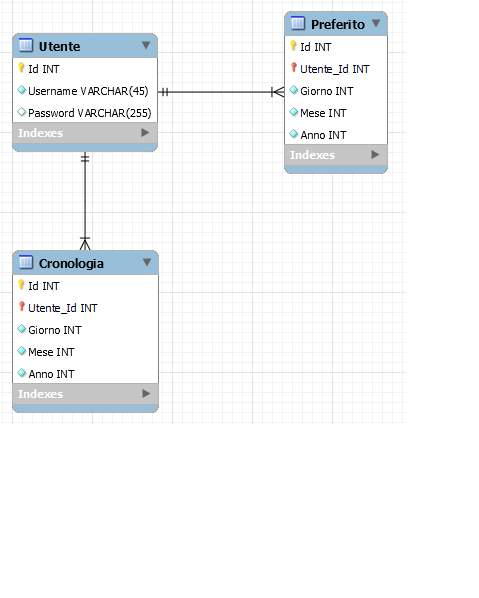 Utente
Id INT
Username VARCHAR(45)
Password VARCHAR(255)
Indexes
Preferito
Id INT
Utente_Id INT
Giorno INT
Mese INT
Anno INT
Indexes
Cronologia
Id INT
Utente_Id INT
Giorno INT
Mese INT
Anno INT
Indexes